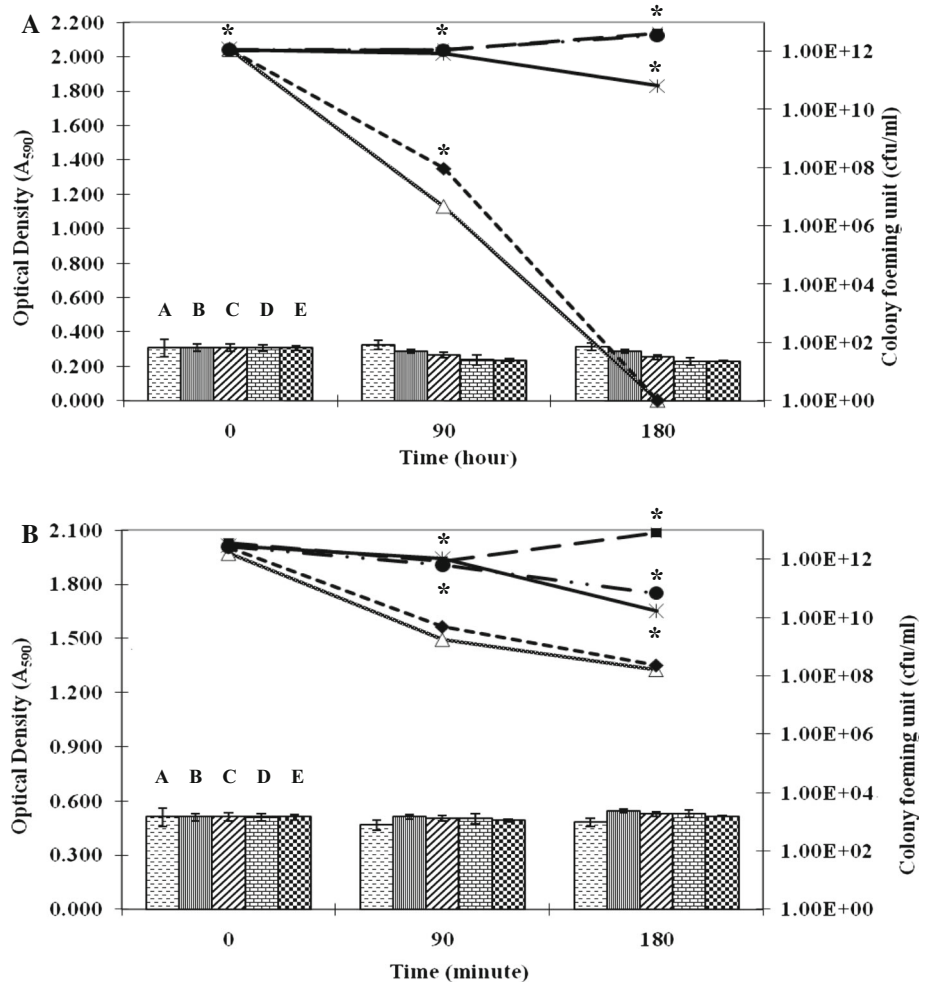 A
Optical Density (A590)
2.200
2.000
1.800
1.600
1.400
1.200
1.000
0.800
0.600
0.400
0.200
0.000
* * *
*
*
A B C D E
0 90 180
Time (hour)
1.00E+12
1.00E+10
1.00E+08
1.00E+06
1.00E+04
1.00E+02
1.00E+00
Colony foeming unit (cfu/ml)
B
Optical Density (A590)
2.100
1.800
1.500
1.200
0.900
0.600
0.300
0.000
*
*
*
*
*
A B C D E
0 90 180
Time (minute)
1.00E+12
1.00E+10
1.00E+08
1.00E+06
1.00E+04
1.00E+02
1.00E+00
Colony foeming unit (cfu/ml)